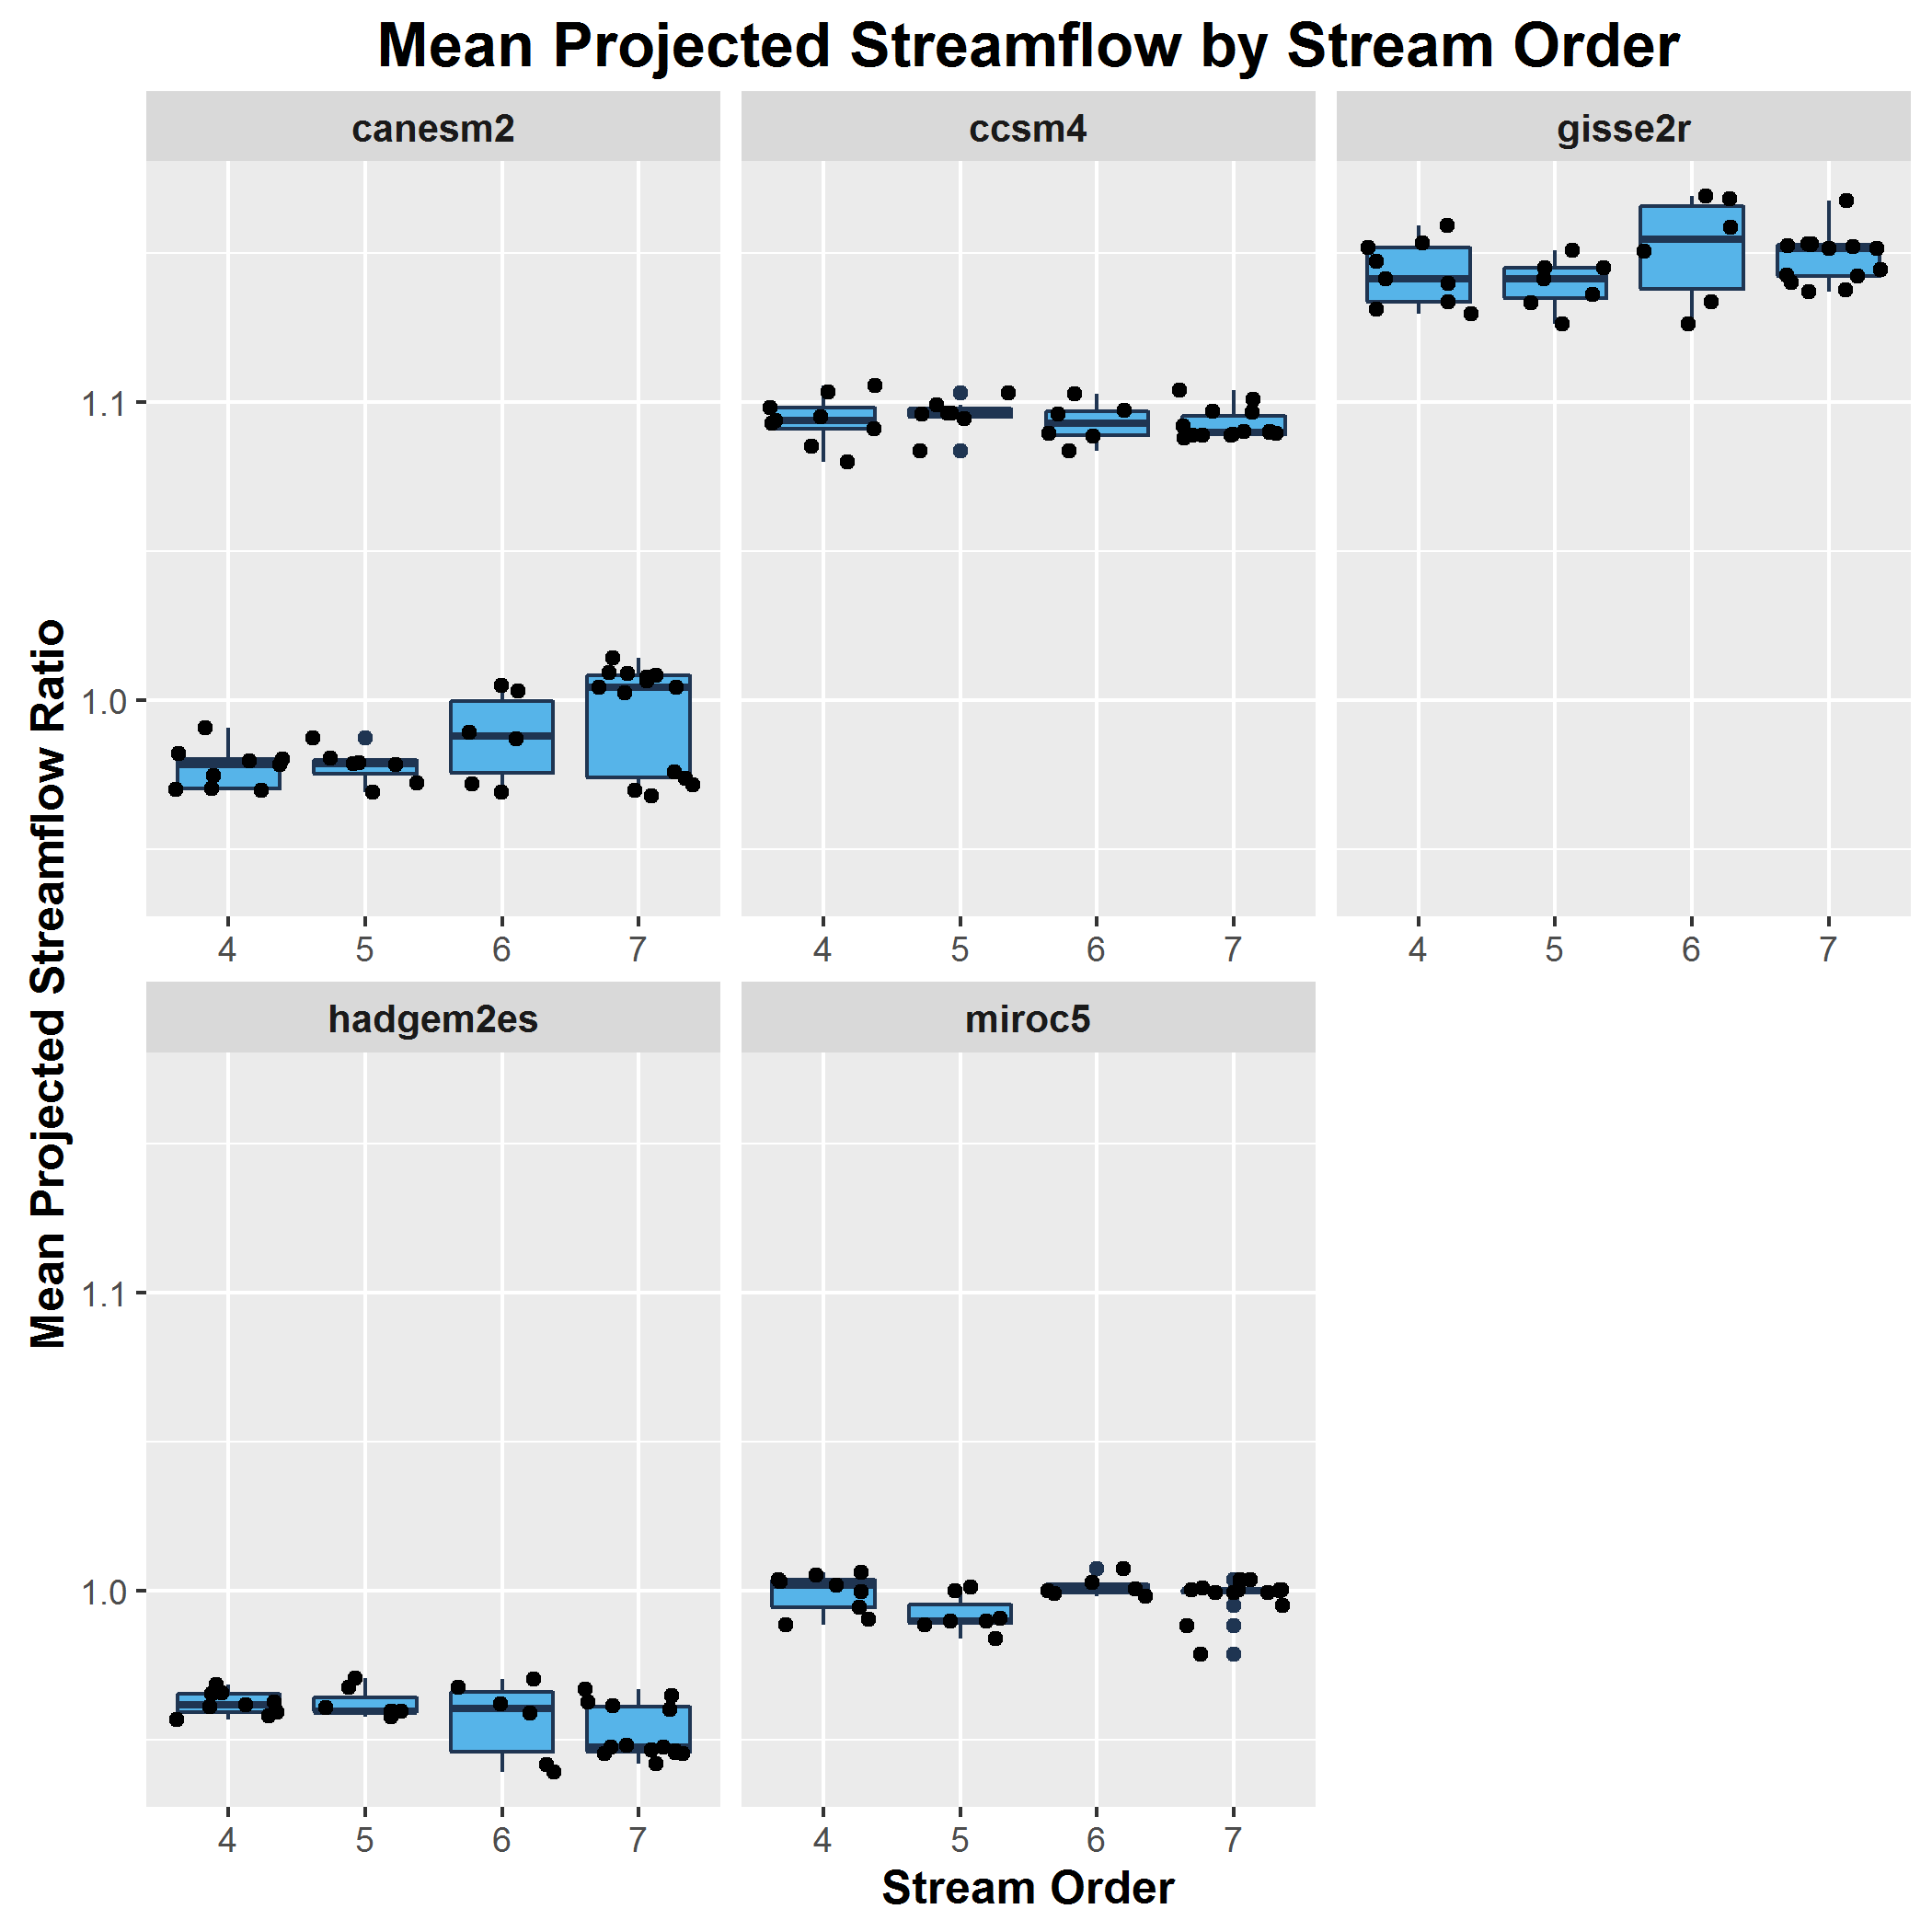 Mean Projected Streamflow by Stream Order
canesm2
ccsm4
gisse2r
1.1
1.0
4 5 6 7
4 5 6 7
4 5 6 7
Mean Projected Streamflow Ratio
hadgem2es
miroc5
1.1
1.0
4 5 6 7
4 5 6 7
Stream Order